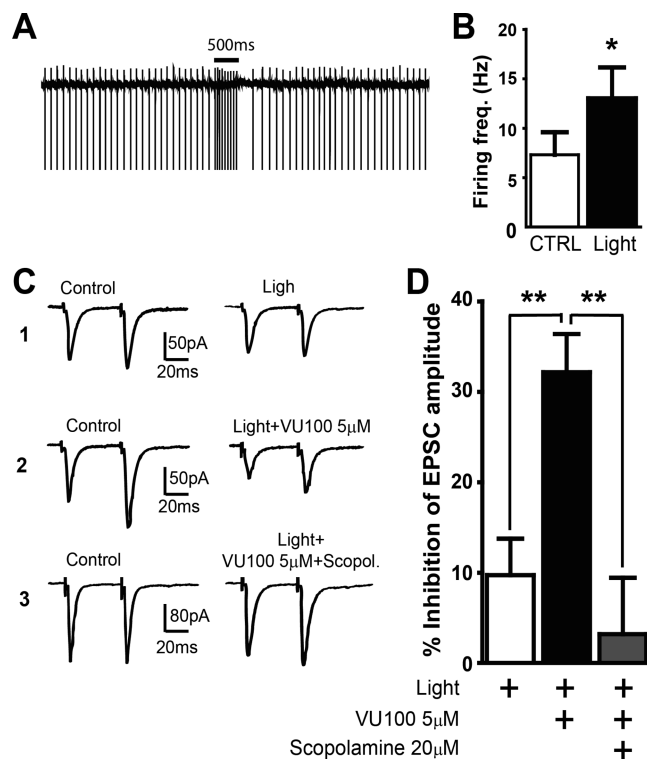 A
500ms
B
*
Firing freq. (Hz)
20
15
10
5
0
CTRL Light
C
1
Control
Ligh
50pA
20ms
2
Control
Light+VU100 5μM
50pA
20ms
3
Control
Light+
VU100 5μM+Scopol.
80pA
20ms
D
% Inhibition of EPSC amplitude
40
30
20
10
0
** **
Light + + +
VU100 5μM + +
Scopolamine 20μM +